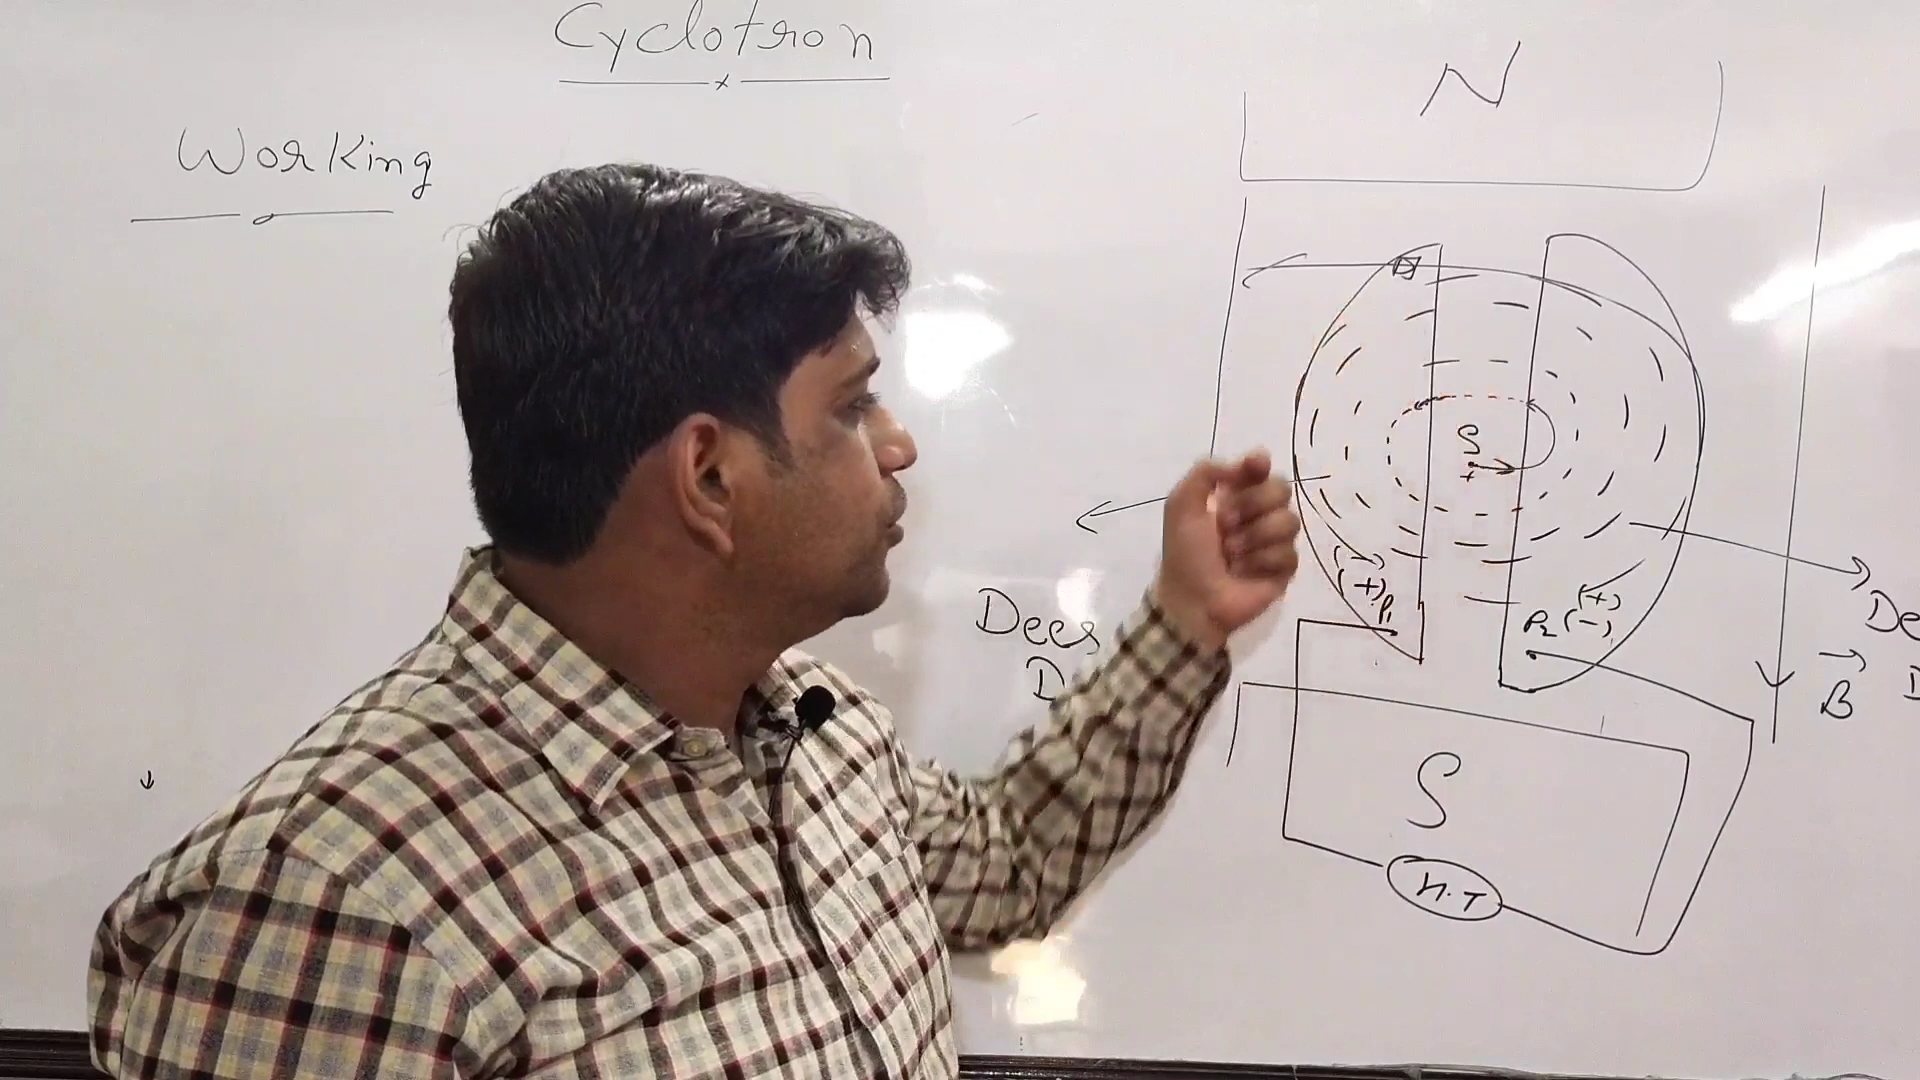 Cyclotron
Working
N
S
(-)
(+) P1
(+)
P2 (-)
Dees
D
De
B
S
H.T